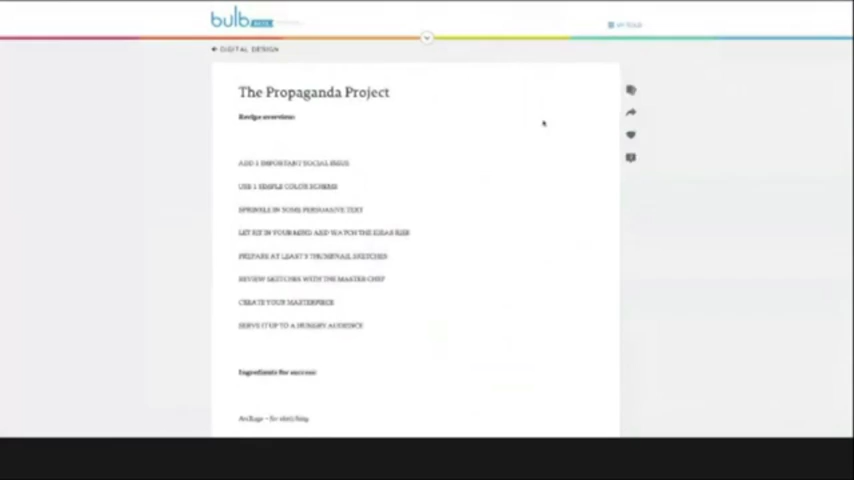 bulb
DIGITAL DESIGN
The Propaganda Project
Recipe overview:
ADD 1 IMPORTANT SOCIAL ISSUE
USE 1 SIMPLE COLOR SCHEME
SPRINKLE IN SOME PERSUASIVE TEXT
LET SIT IN YOUR MIND AND WATCH THE IDEAS RISE
PREPARE AT LEAST 3 THUMBNAIL SKETCHES
REVIEW SKETCHES WITH THE MASTER CHEF
CREATE YOUR MASTERPIECE
SERVE IT UP TO A HUNGRY AUDIENCE
Ingredients for success:
for sketching